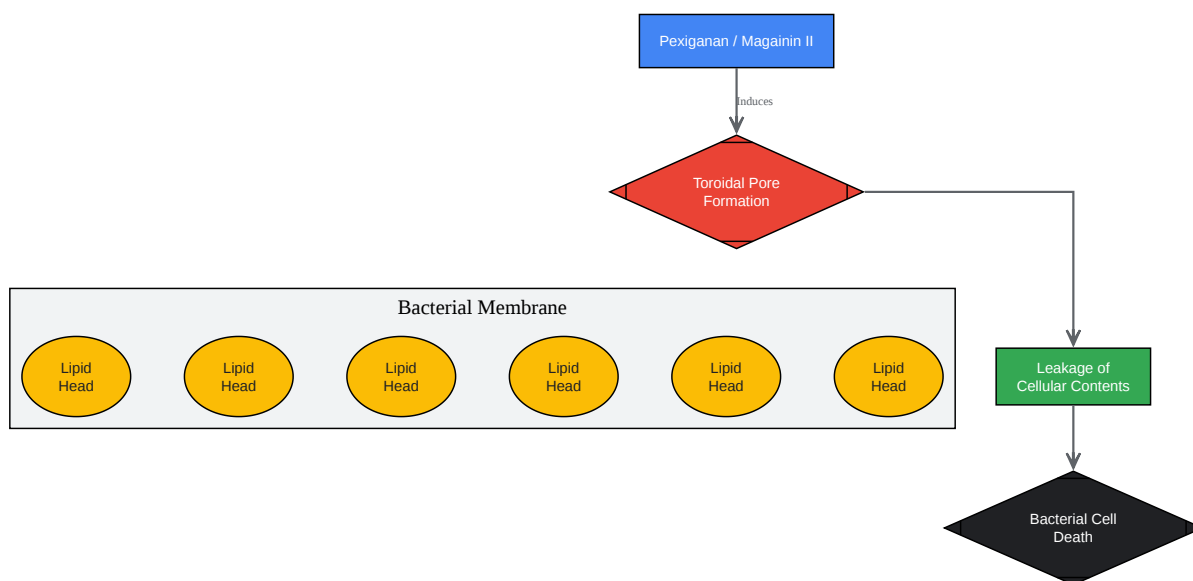 Pexiganan / Magainin II
Induces
Toroidal Pore
Formation
Bacterial Membrane
Lipid
Head
Lipid
Head
Lipid
Head
Lipid
Head
Lipid
Head
Lipid
Head
Leakage of
Cellular Contents
Bacterial Cell
Death